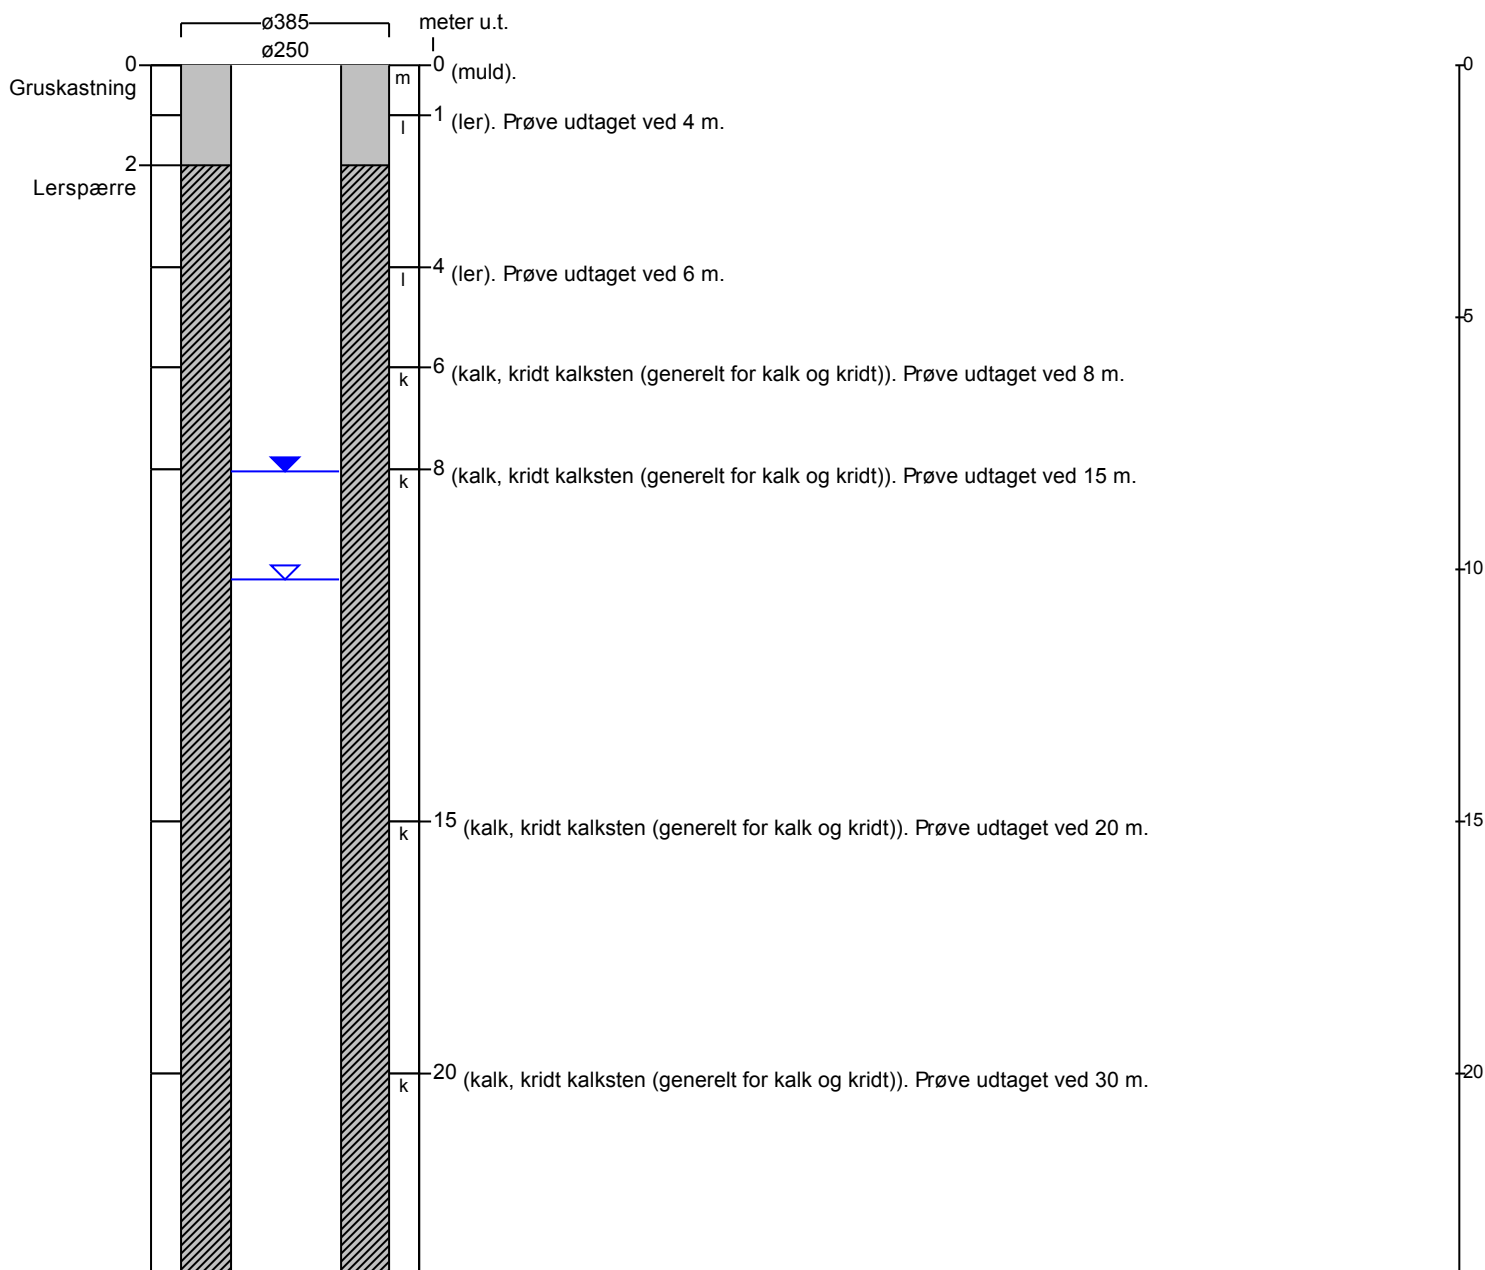 ø385
meter u.t.
ø250
0
0 (muld).
0
m
Gruskastning
1 (ler). Prøve udtaget ved 4 m.
l
2
Lerspærre
4 (ler). Prøve udtaget ved 6 m.
l
5
6 (kalk, kridt kalksten (generelt for kalk og kridt)). Prøve udtaget ved 8 m.
k
8 (kalk, kridt kalksten (generelt for kalk og kridt)). Prøve udtaget ved 15 m.
k
10
15 (kalk, kridt kalksten (generelt for kalk og kridt)). Prøve udtaget ved 20 m.
15
k
20 (kalk, kridt kalksten (generelt for kalk og kridt)). Prøve udtaget ved 30 m.
20
k